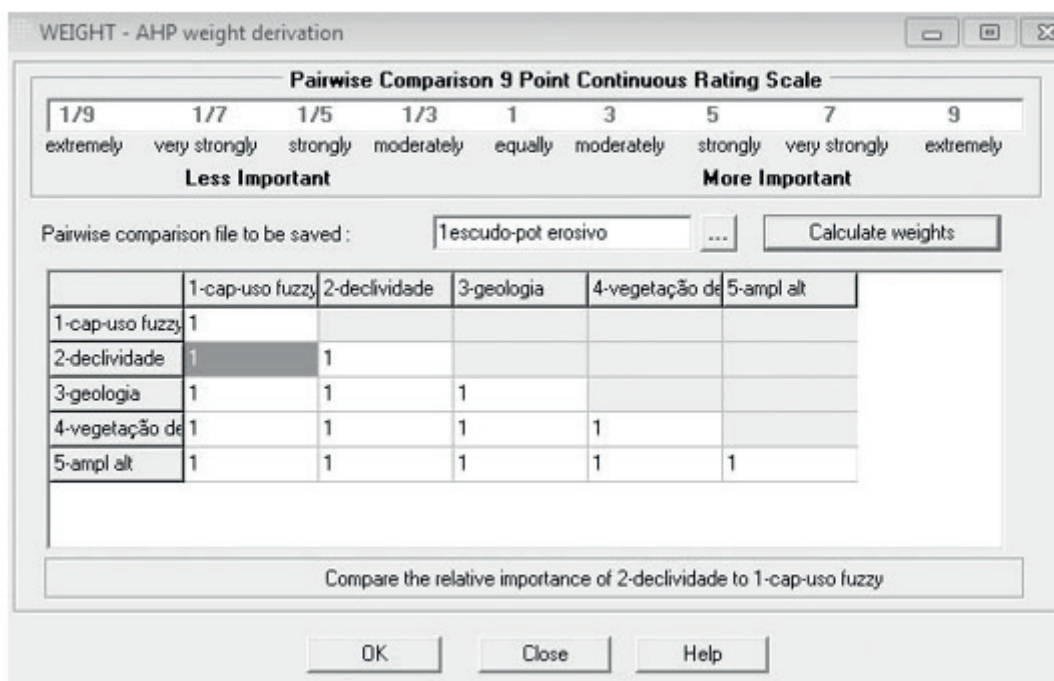 WEIGHT - AHP weight derivation
Pairwise Comparison 9 Point Continuous Rating Scale
1/9 1/7 1/5 1/3 1 3 5 7 9
extremely very strongly strongly moderately equally moderately strongly very strongly extremely
Less Important More Important
Pairwise comparison file to be saved : 1escudo-pot erosivo ... Calculate weights
1-cap-uso fuzzy 2-declividade 3-geologia 4-vegetação de 5-ampl alt
1-cap-uso fuzzy 1
2-declividade 1 1
3-geologia 1 1 1
4-vegetação de 1 1 1 1
5-ampl alt 1 1 1 1 1
Compare the relative importance of 2-declividade to 1-cap-uso fuzzy
OK Close Help